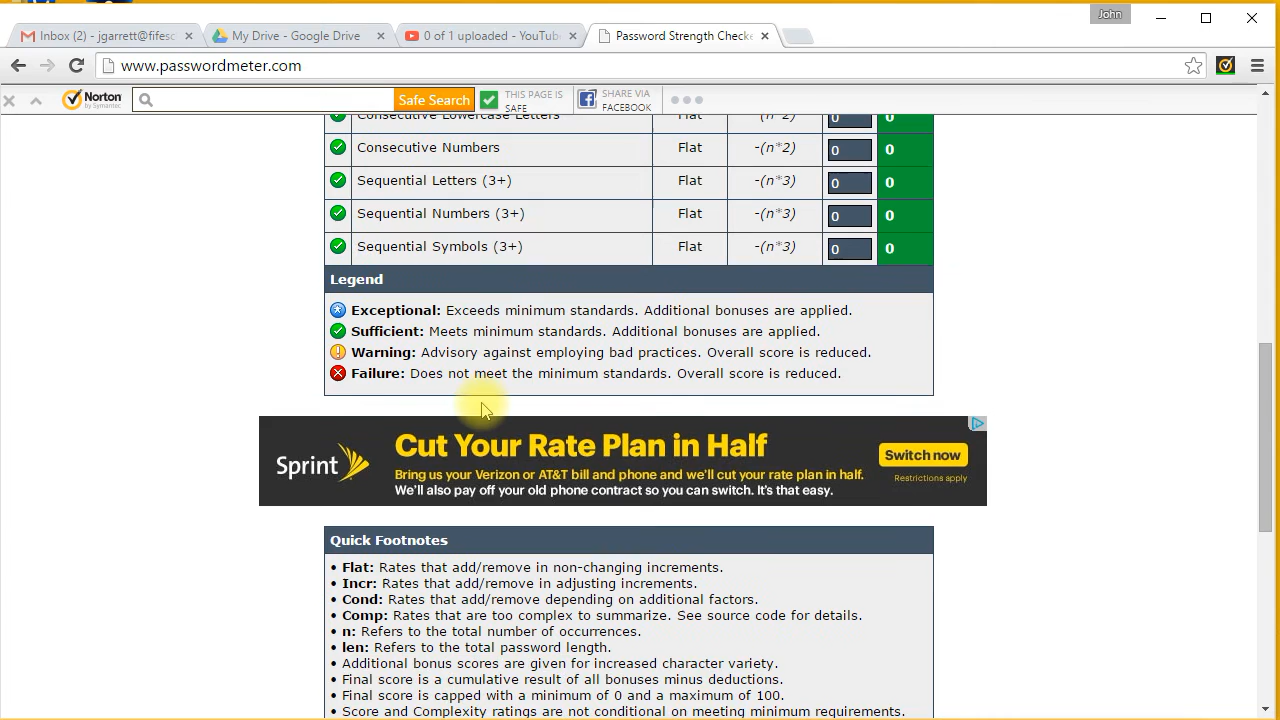 John
Inbox (2) - jgarrett@fifesc
My Drive - Google Drive
0 of 1 uploaded - YouTube
Password Strength Checke
www.passwordmeter.com
Norton
by Symantec
Safe Search
THIS PAGE IS
SAFE
SHARE VIA
FACEBOOK
Consecutive Lowercase Letters Flat -(n*2) 0 0
Consecutive Numbers Flat -(n*2) 0 0
Sequential Letters (3+) Flat -(n*3) 0 0
Sequential Numbers (3+) Flat -(n*3) 0 0
Sequential Symbols (3+) Flat -(n*3) 0 0
Legend
Exceptional: Exceeds minimum standards. Additional bonuses are applied.
Sufficient: Meets minimum standards. Additional bonuses are applied.
Warning: Advisory against employing bad practices. Overall score is reduced.
Failure: Does not meet the minimum standards. Overall score is reduced.
Sprint
Cut Your Rate Plan in Half
Bring us your Verizon or AT&T bill and phone and we'll cut your rate plan in half.
We'll also pay off your old phone contract so you can switch. It's that easy.
Switch now
Restrictions apply
Quick Footnotes
• Flat: Rates that add/remove in non-changing increments.
• Incr: Rates that add/remove in adjusting increments.
• Cond: Rates that add/remove depending on additional factors.
• Comp: Rates that are too complex to summarize. See source code for details.
• n: Refers to the total number of occurrences.
• len: Refers to the total password length.
• Additional bonus scores are given for increased character variety.
• Final score is a cumulative result of all bonuses minus deductions.
• Final score is capped with a minimum of 0 and a maximum of 100.
• Score and Complexity ratings are not conditional on meeting minimum requirements.